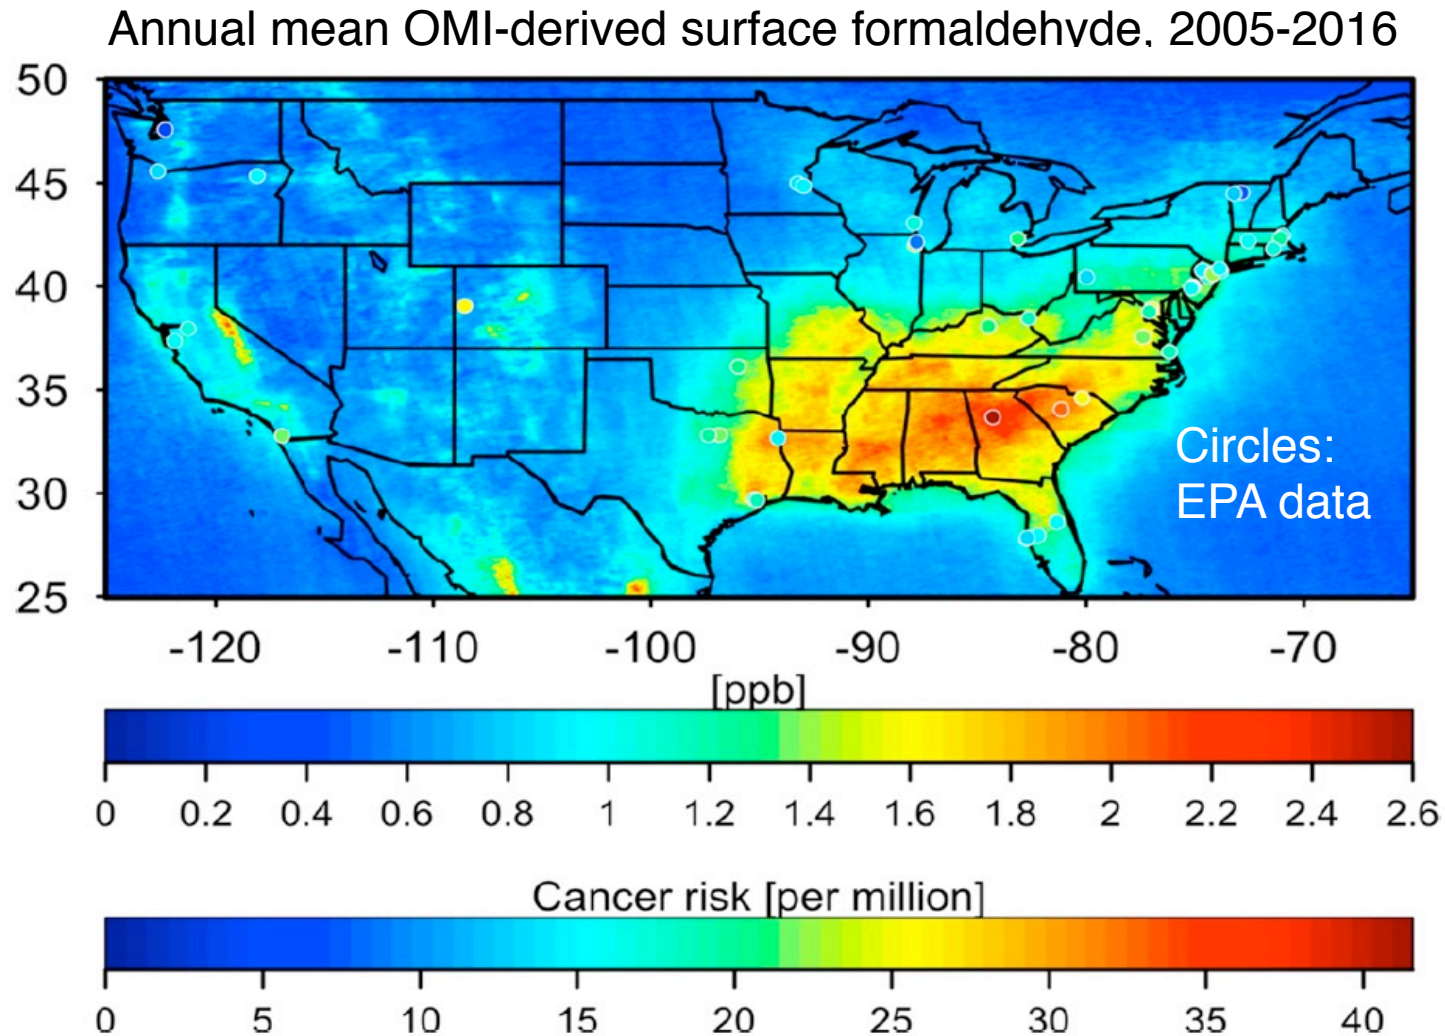 Annual mean OMI-derived surface formaldehyde, 2005-2016
50
45
40
35
30
25
Circles:
EPA data
-120 -110 -100 -90 -80 -70
[ppb]
0 0.2 0.4 0.6 0.8 1 1.2 1.4 1.6 1.8 2 2.2 2.4 2.6
Cancer risk [per million]
0 5 10 15 20 25 30 35 40